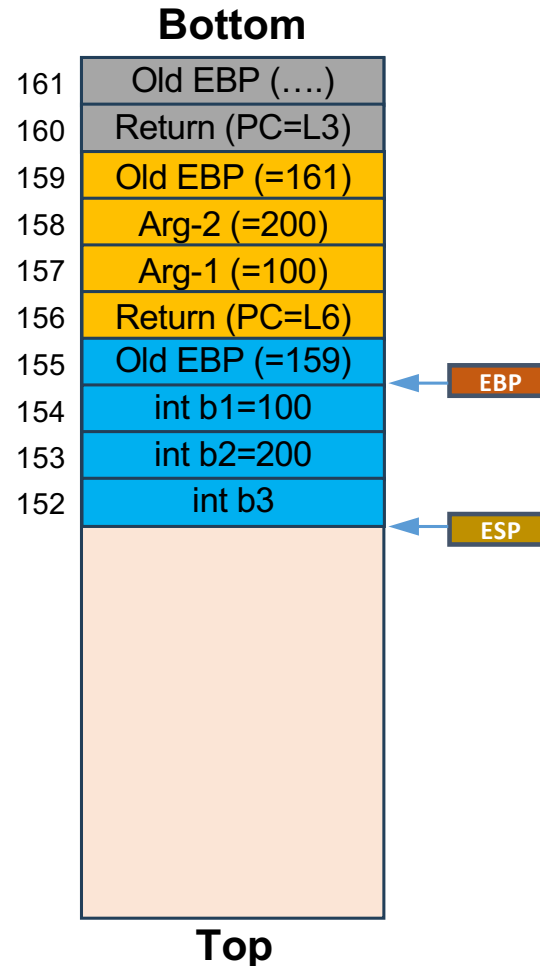 Bottom
161 Old EBP (....)
160 Return (PC=L3)
159 Old EBP (=161)
158 Arg-2 (=200)
157 Arg-1 (=100)
156 Return (PC=L6)
155 Old EBP (=159)
EBP
154 int b1=100
153 int b2=200
152 int b3
ESP
Top